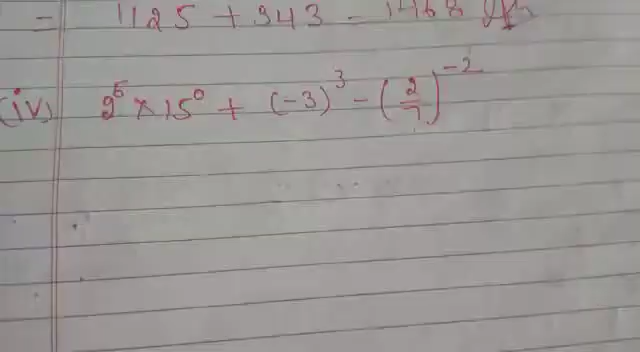 = 1125 + 343 = 1468
(iv) 2⁵ × 15⁰ + (-3)³ - (2/7)⁻²